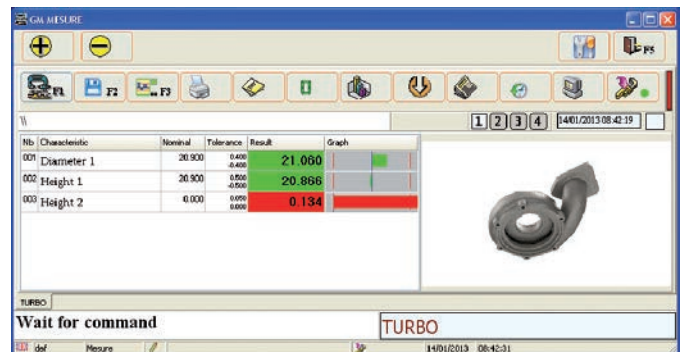 GM MESURE
F5
F1 F2 F3
\\ 1 2 3 4 14/01/2013 08:42:19
Nb Characteristic Nominal Tolerance Result Graph
001 Diameter 1 20.900 0.400 -0.400 21.060
002 Height 1 20.900 0.500 -0.500 20.866
003 Height 2 0.000 0.050 0.000 0.134
TURBO
Wait for command TURBO
def Mesure 14/01/2013 08:42:31